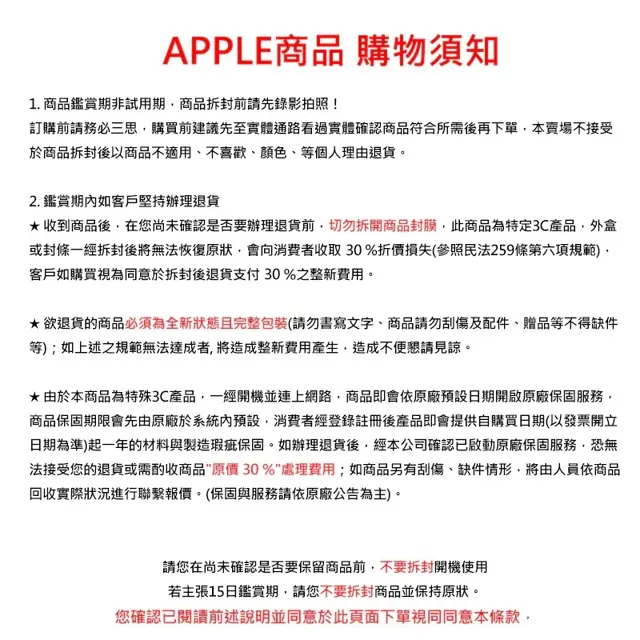 APPLE商品 購物須知
1. 商品鑑賞期非試用期，商品拆封前請先錄影拍照！
訂購前請務必三思，購買前建議先至實體通路看過實體確認商品符合所需後再下單，本賣場不接受
於商品拆封後以商品不適用、不喜歡、顏色、等個人理由退貨。
2. 鑑賞期內如客戶堅持辦理退貨
★ 收到商品後，在您尚未確認是否要辦理退貨前，切勿拆開商品封膜，此商品為特定3C產品，外盒
或封條一經拆封後將無法恢復原狀，會向消費者收取 30 %折價損失(參照民法259條第六項規範)，
客戶如購買視為同意於拆封後退貨支付 30 %之整新費用。
★ 欲退貨的商品必須為全新狀態且完整包裝(請勿書寫文字、商品請勿刮傷及配件、贈品等不得缺件
等)；如上述之規範無法達成者, 將造成整新費用產生，造成不便懇請見諒。
★ 由於本商品為特殊3C產品，一經開機並連上網路，商品即會依原廠預設日期開啟原廠保固服務，
商品保固期限會先由原廠於系統內預設，消費者經登錄註冊後產品即會提供自購買日期(以發票開立
日期為準)起一年的材料與製造瑕疵保固。如辦理退貨後，經本公司確認已啟動原廠保固服務，恐無
法接受您的退貨或需酌收商品"原價 30 %"處理費用；如商品另有刮傷、缺件情形，將由人員依商品
回收實際狀況進行聯繫報價。(保固與服務請依原廠公告為主)。
請您在尚未確認是否要保留商品前，不要拆封開機使用
若主張15日鑑賞期，請您不要拆封商品並保持原狀。
您確認已閱讀前述說明並同意於此頁面下單視同同意本條款，